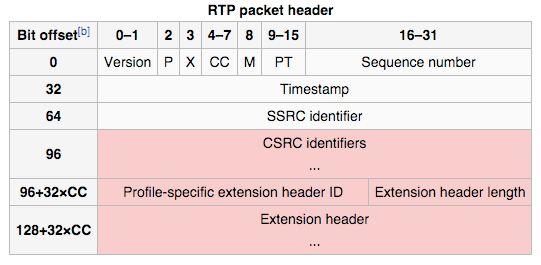 RTP packet header
Bit offset[b] 0–1 2 3 4–7 8 9–15 16–31
0 Version P X CC M PT Sequence number
32 Timestamp
64 SSRC identifier
96 CSRC identifiers
...
96+32×CC Profile-specific extension header ID Extension header length
128+32×CC Extension header
...